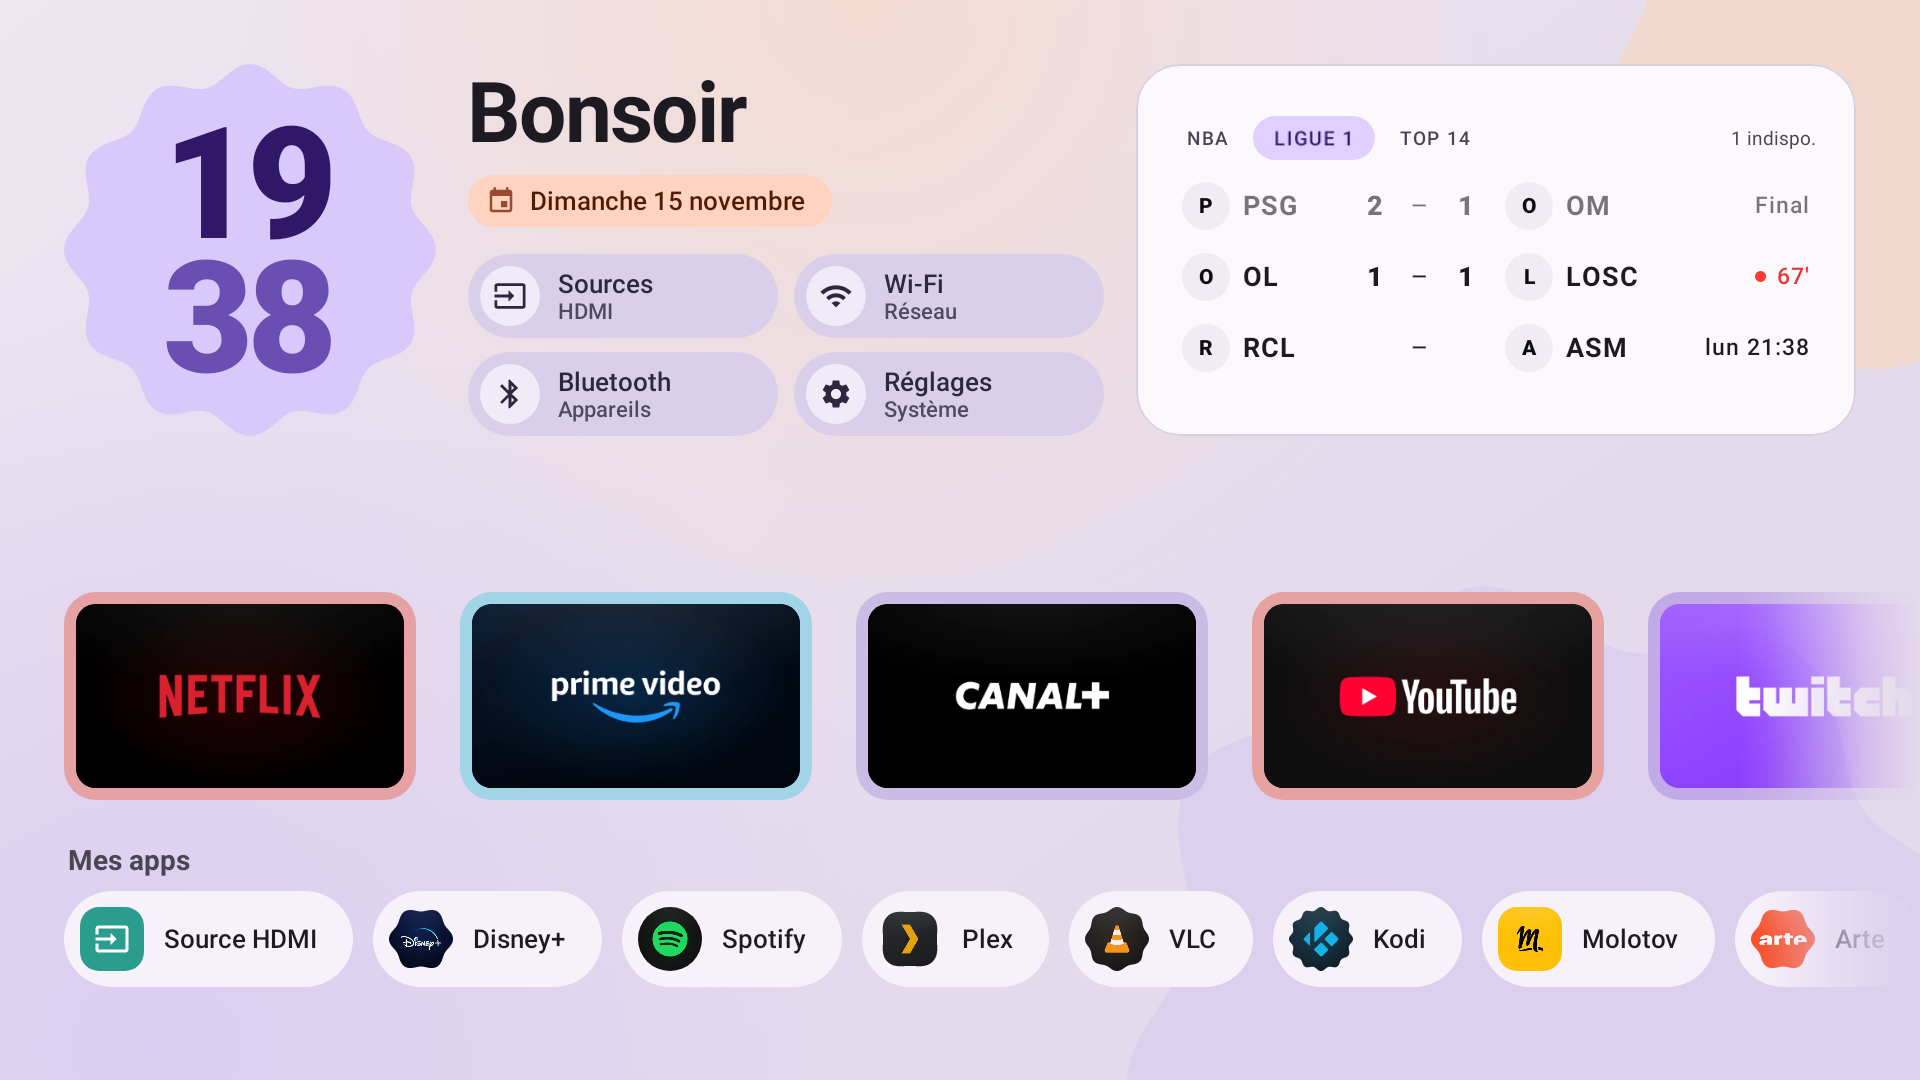 19
38
Bonsoir
Dimanche 15 novembre
Sources
HDMI
Wi-Fi
Réseau
Bluetooth
Appareils
Réglages
Système
NBA LIGUE 1 TOP 14 1 indispo.
P PSG 2 – 1 O OM Final
O OL 1 – 1 L LOSC 67'
R RCL – A ASM lun 21:38
NETFLIX
prime video
CANAL+
YouTube
twitch
Mes apps
Source HDMI
Disney+ Disney+
Spotify
Plex
VLC
Kodi
M. Molotov
arte Arte